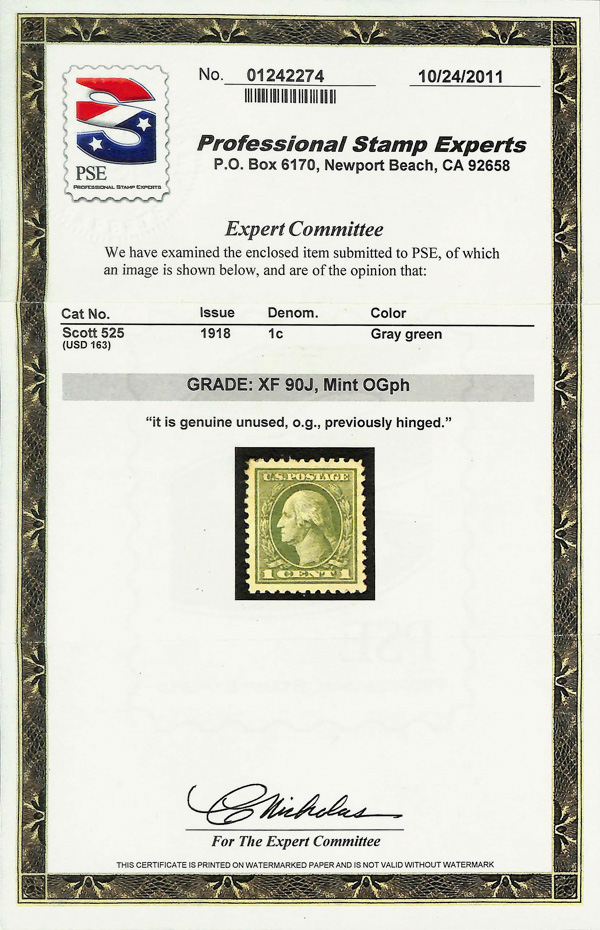 No. 01242274 10/24/2011
PSE
PROFESSIONAL STAMP EXPERTS
Professional Stamp Experts
P.O. Box 6170, Newport Beach, CA 92658
Expert Committee
We have examined the enclosed item submitted to PSE, of which
an image is shown below, and are of the opinion that:
Cat No. Issue Denom. Color
Scott 525 1918 1c Gray green
(USD 163)
GRADE: XF 90J, Mint OGph
“it is genuine unused, o.g., previously hinged.”
U.S. POSTAGE
1 CENT 1
PSE
C Nicholas
For The Expert Committee
THIS CERTIFICATE IS PRINTED ON WATERMARKED PAPER AND IS NOT VALID WITHOUT WATERMARK